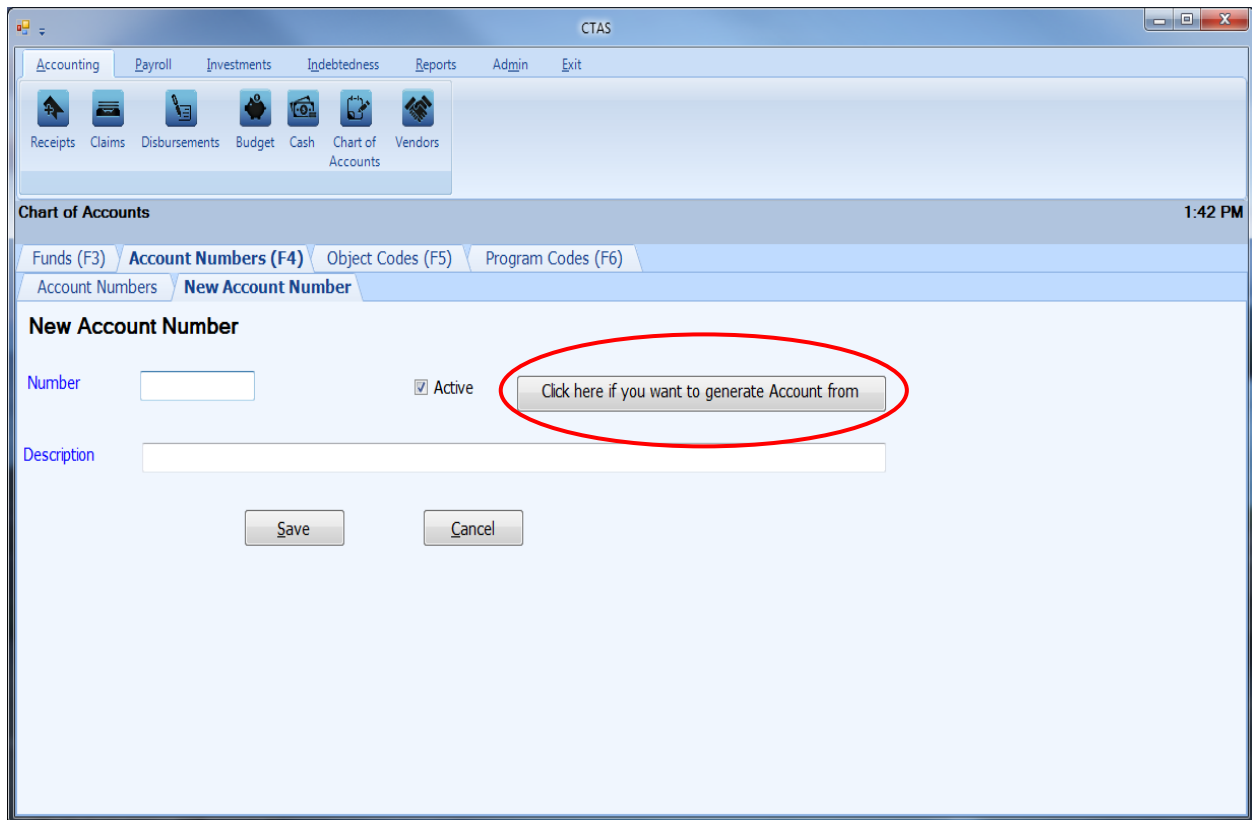 CTAS
X
Accounting Payroll Investments Indebtedness Reports Admin Exit
Receipts Claims Disbursements Budget Cash Chart of Accounts Vendors
Chart of Accounts 1:42 PM
Funds (F3) Account Numbers (F4) Object Codes (F5) Program Codes (F6)
Account Numbers New Account Number
New Account Number
Number Active Click here if you want to generate Account from
Description
Save Cancel